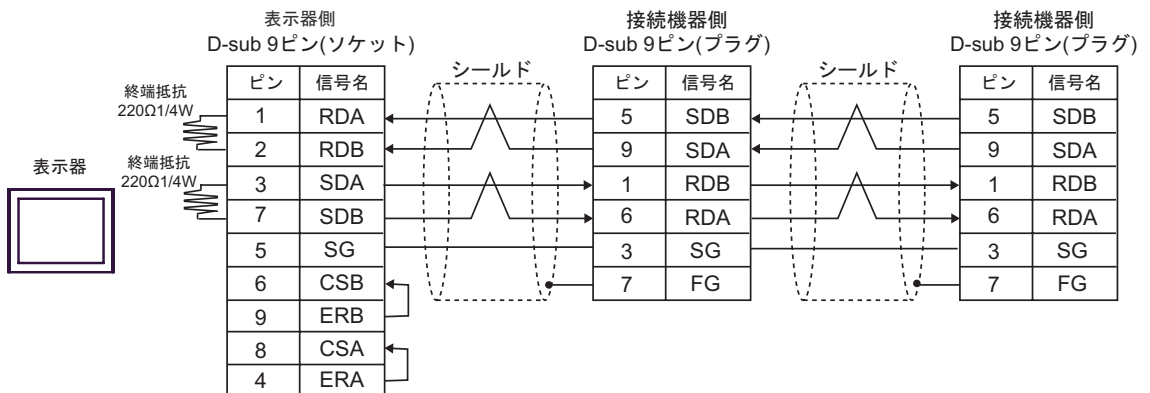 表示器側
D-sub 9ピン(ソケット)
接続機器側
D-sub 9ピン(プラグ)
接続機器側
D-sub 9ピン(プラグ)
シールド
シールド
終端抵抗
220Ω1/4W
終端抵抗
220Ω1/4W
表示器
ピン 信号名
1 RDA
2 RDB
3 SDA
7 SDB
5 SG
6 CSB
9 ERB
8 CSA
4 ERA
ピン 信号名
5 SDB
9 SDA
1 RDB
6 RDA
3 SG
7 FG
ピン 信号名
5 SDB
9 SDA
1 RDB
6 RDA
3 SG
7 FG